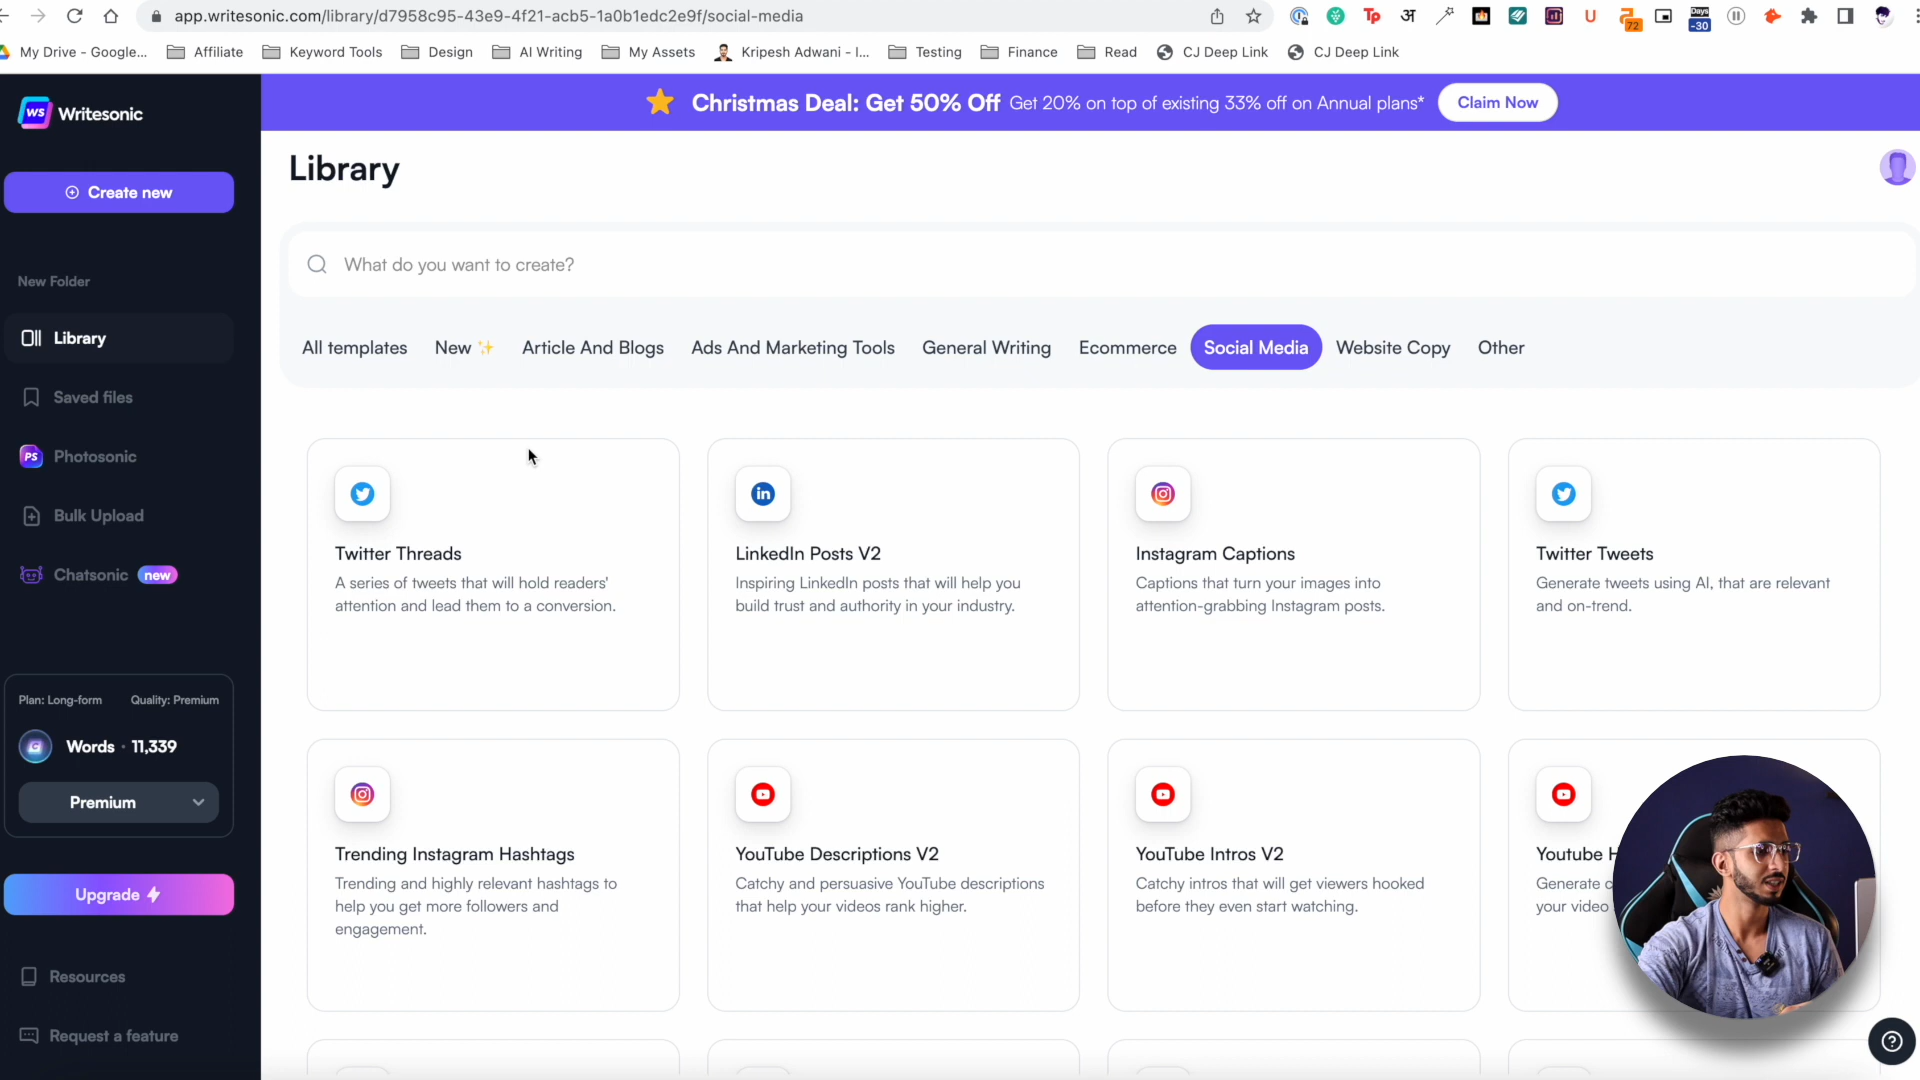 app.writesonic.com/library/d7958c95-43e9-4f21-acb5-1a0b1edc2e9f/social-media
Tp
अ
U
72
Days
-30
My Drive - Google...
Affiliate
Keyword Tools
Design
AI Writing
My Assets
Kripesh Adwani - I...
Testing
Finance
Read
CJ Deep Link
CJ Deep Link
WS Writesonic
Christmas Deal: Get 50% Off Get 20% on top of existing 33% off on Annual plans*
Claim Now
Create new
New Folder
Library
Saved files
PS Photosonic
Bulk Upload
Chatsonic new
Plan: Long-form Quality: Premium
Words · 11,339
Premium
Upgrade
Resources
Request a feature
Library
What do you want to create?
All templates
New
Article And Blogs
Ads And Marketing Tools
General Writing
Ecommerce
Social Media
Website Copy
Other
Twitter Threads
A series of tweets that will hold readers'
attention and lead them to a conversion.
in
LinkedIn Posts V2
Inspiring LinkedIn posts that will help you
build trust and authority in your industry.
Instagram Captions
Captions that turn your images into
attention-grabbing Instagram posts.
Twitter Tweets
Generate tweets using AI, that are relevant
and on-trend.
Trending Instagram Hashtags
Trending and highly relevant hashtags to
help you get more followers and
engagement.
YouTube Descriptions V2
Catchy and persuasive YouTube descriptions
that help your videos rank higher.
YouTube Intros V2
Catchy intros that will get viewers hooked
before they even start watching.
Youtube
Generate
your video